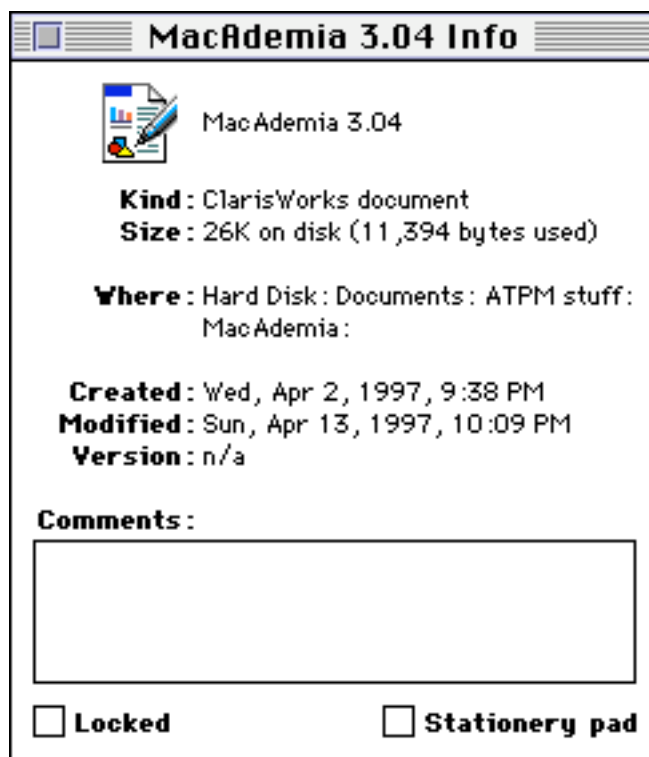 MacAdemia 3.04 Info
MacAdemia 3.04
Kind: ClarisWorks document
Size: 26K on disk (11,394 bytes used)
Where: Hard Disk: Documents: ATPM stuff:
MacAdemia:
Created: Wed, Apr 2, 1997, 9:38 PM
Modified: Sun, Apr 13, 1997, 10:09 PM
Version: n/a
Comments:
Locked Stationery pad